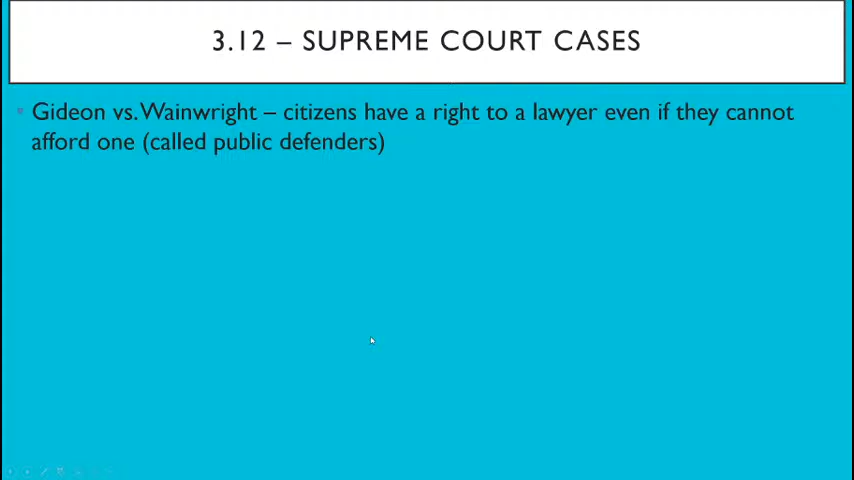 3.12 – SUPREME COURT CASES
Gideon vs. Wainwright – citizens have a right to a lawyer even if they cannot
afford one (called public defenders)